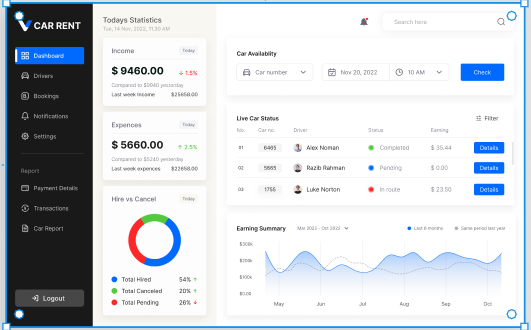 CAR RENT
Dashboard
Drivers
Bookings
Notifications
Settings
Report
Payment Details
Transactions
Car Report
Logout
Todays Statistics
Tue, 14 Nov, 2022, 11.30 AM
Income
Today
$ 9460.00
↓ 1.5%
Compared to $9940 yesterday
Last week Income $25658.00
Expences
Today
$ 5660.00
↑ 2.5%
Compared to $5240 yesterday
Last week expences $22658.00
Hire vs Cancel
Today
Total Hired 54% ↑
Total Canceled 20% ↑
Total Pending 26% ↓
Search here
Car Availablity
Car number
Nov 20, 2022
10 AM
Check
Live Car Status
Filter
No. Car no. Driver Status Earning
01 6465 Alex Noman Completed $ 35.44 Details
02 5665 Razib Rahman Pending $ 0.00 Details
03 1755 Luke Norton In route $ 23.50 Details
Earning Summary
Mar 2022 - Oct 2022
Last 6 months
Same period last year
$300k
$200k
$100k
$0.00
May Jun Jul Aug Sep Oct